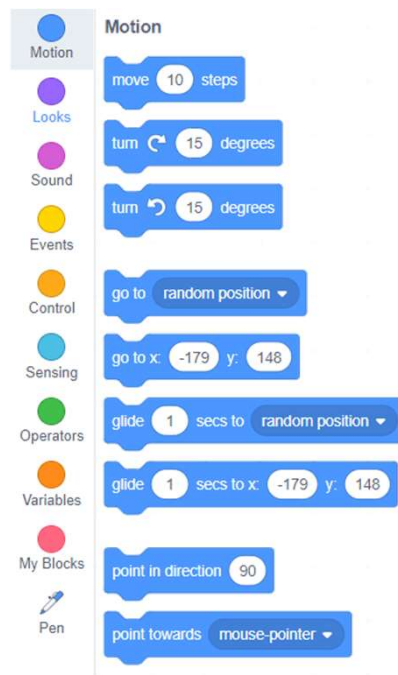 Motion
Looks
Sound
Events
Control
Sensing
Operators
Variables
My Blocks
Pen
Motion
move 10 steps
turn 15 degrees
turn 15 degrees
go to random position
go to x: -179 y: 148
glide 1 secs to random position
glide 1 secs to x: -179 y: 148
point in direction 90
point towards mouse-pointer